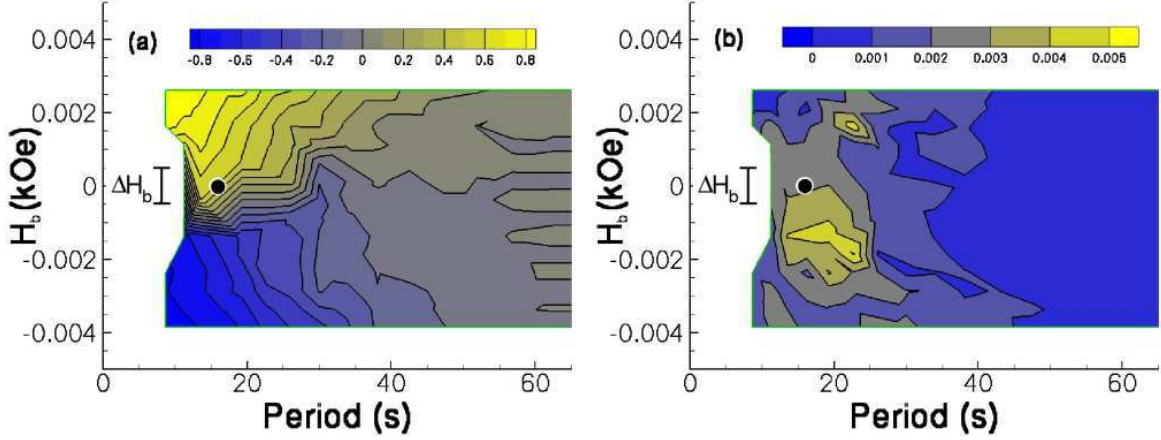 (a)
-0.8 -0.6 -0.4 -0.2 0 0.2 0.4 0.6 0.8
0.004
0.002
0
-0.002
-0.004
H_b (kOe)
ΔH_b
0 20 40 60
Period (s)
(b)
0 0.001 0.002 0.003 0.004 0.005
0.004
0.002
0
-0.002
-0.004
H_b (kOe)
ΔH_b
0 20 40 60
Period (s)